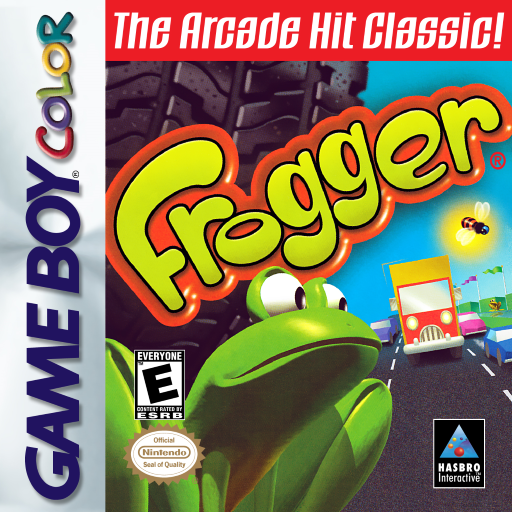 The Arcade Hit Classic!
GAME BOY COLOR
®
Frogger®
EVERYONE
E
CONTENT RATED BY
ESRB
Official
Nintendo
Seal of Quality
HASBRO
Interactive™